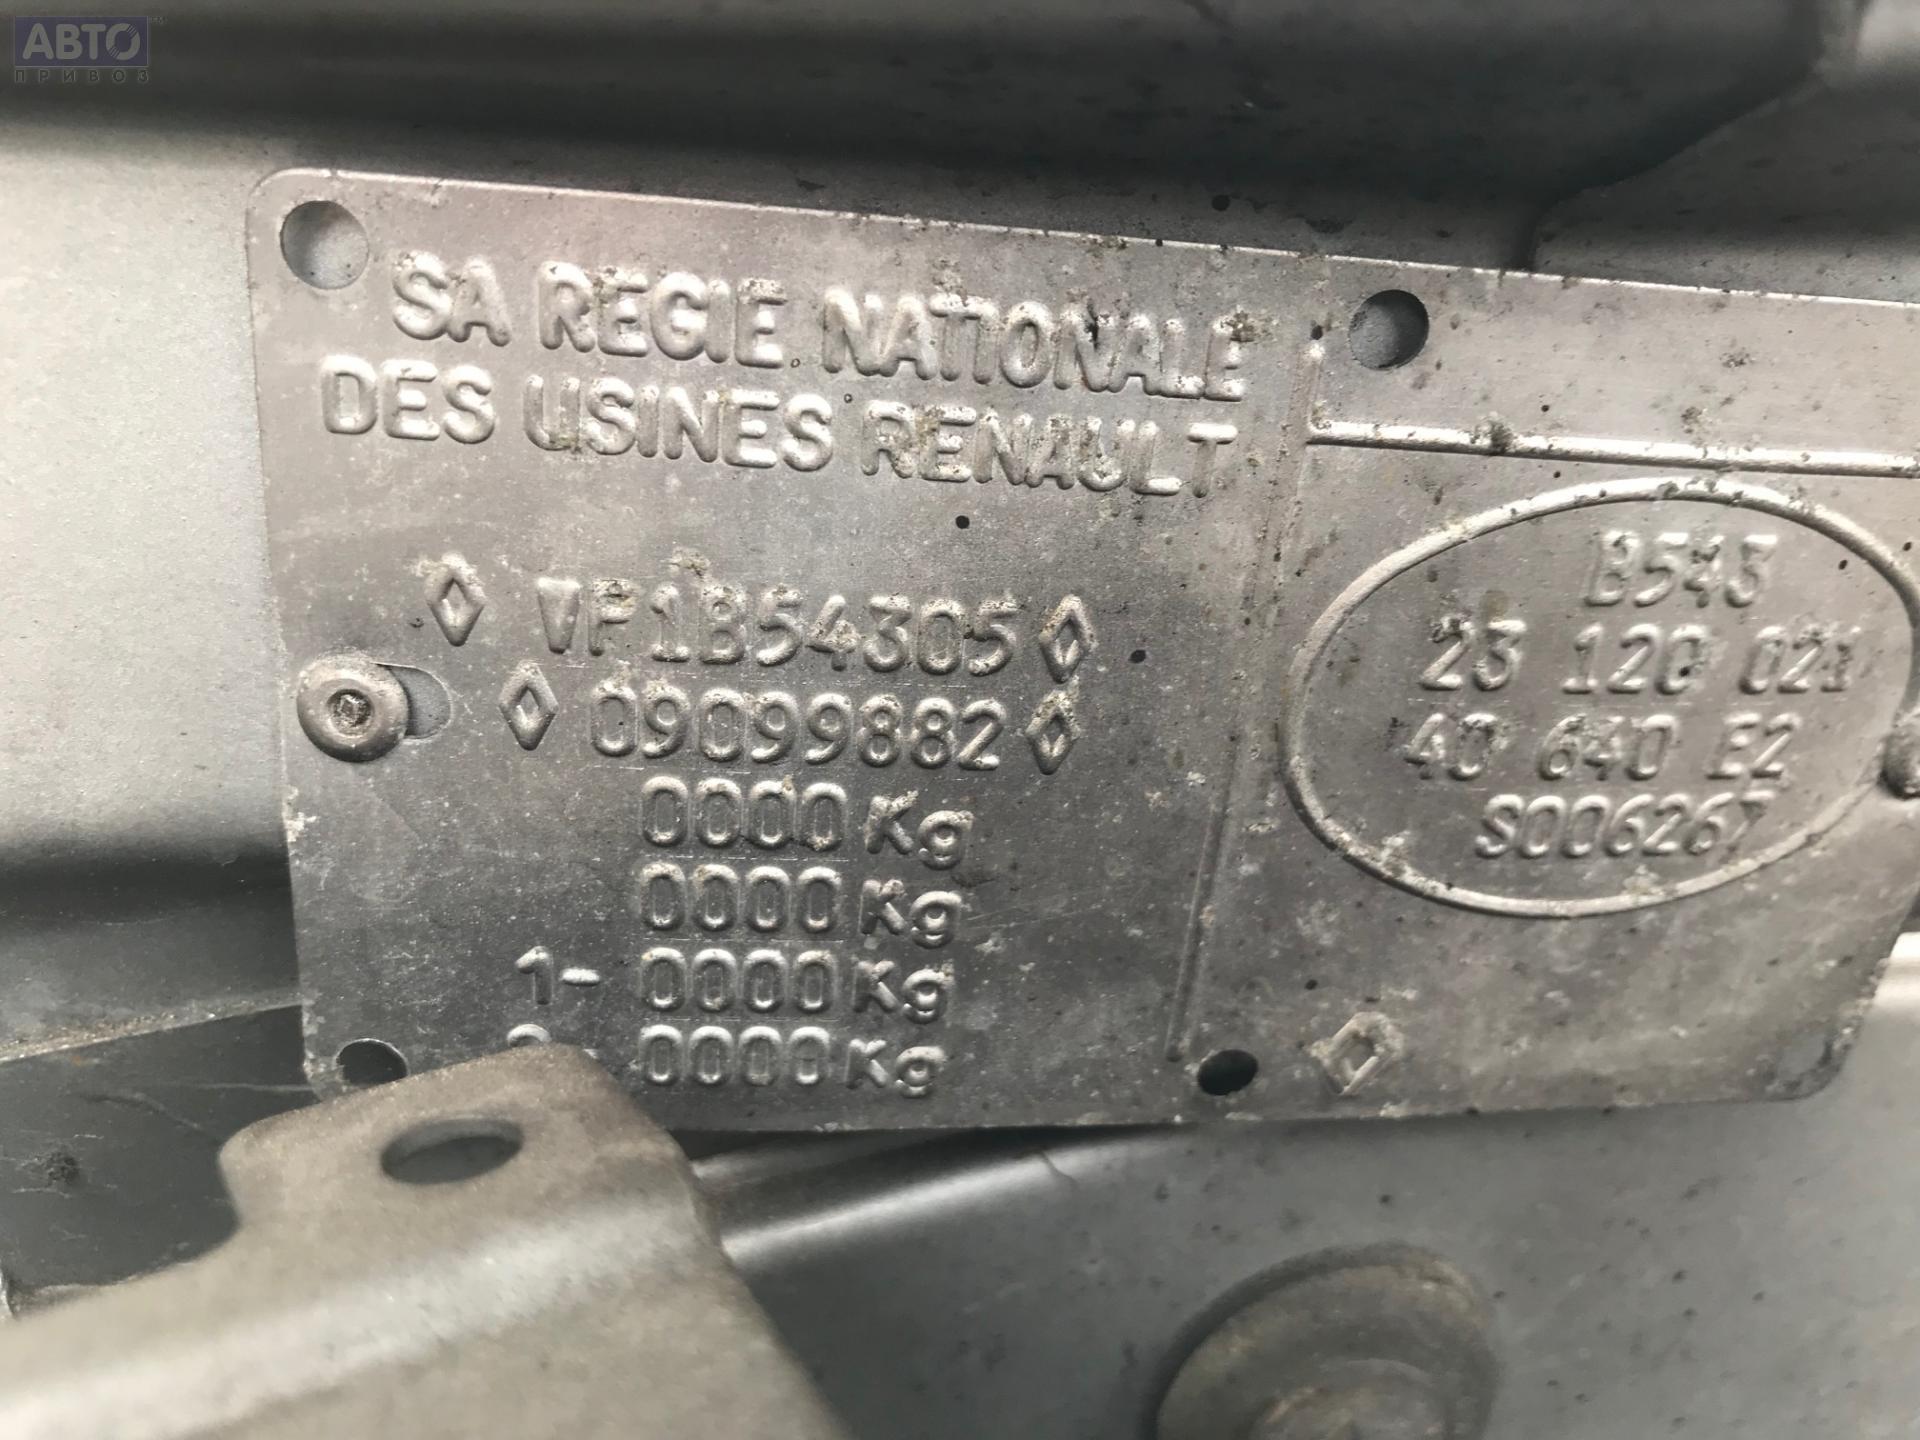 АВТО
ПРИВОЗ
SA REGIE NATIONALE
DES USINES RENAULT
VF1B54305
09099882
0000 Kg
0000 Kg
1- 0000 Kg
0000 Kg
B543
23 120 021
40 640 E2
S006267